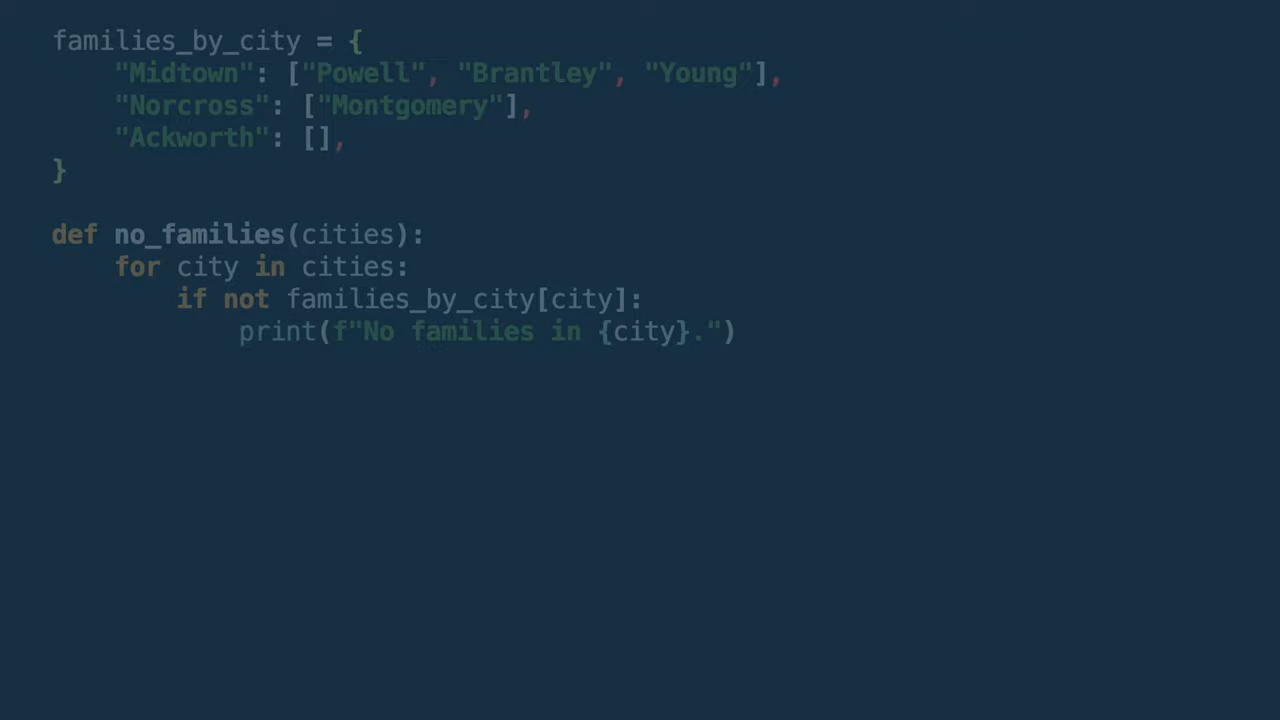 families_by_city = {
    "Midtown": ["Powell", "Brantley", "Young"],
    "Norcross": ["Montgomery"],
    "Ackworth": [],
}

def no_families(cities):
    for city in cities:
        if not families_by_city[city]:
            print(f"No families in {city}.")